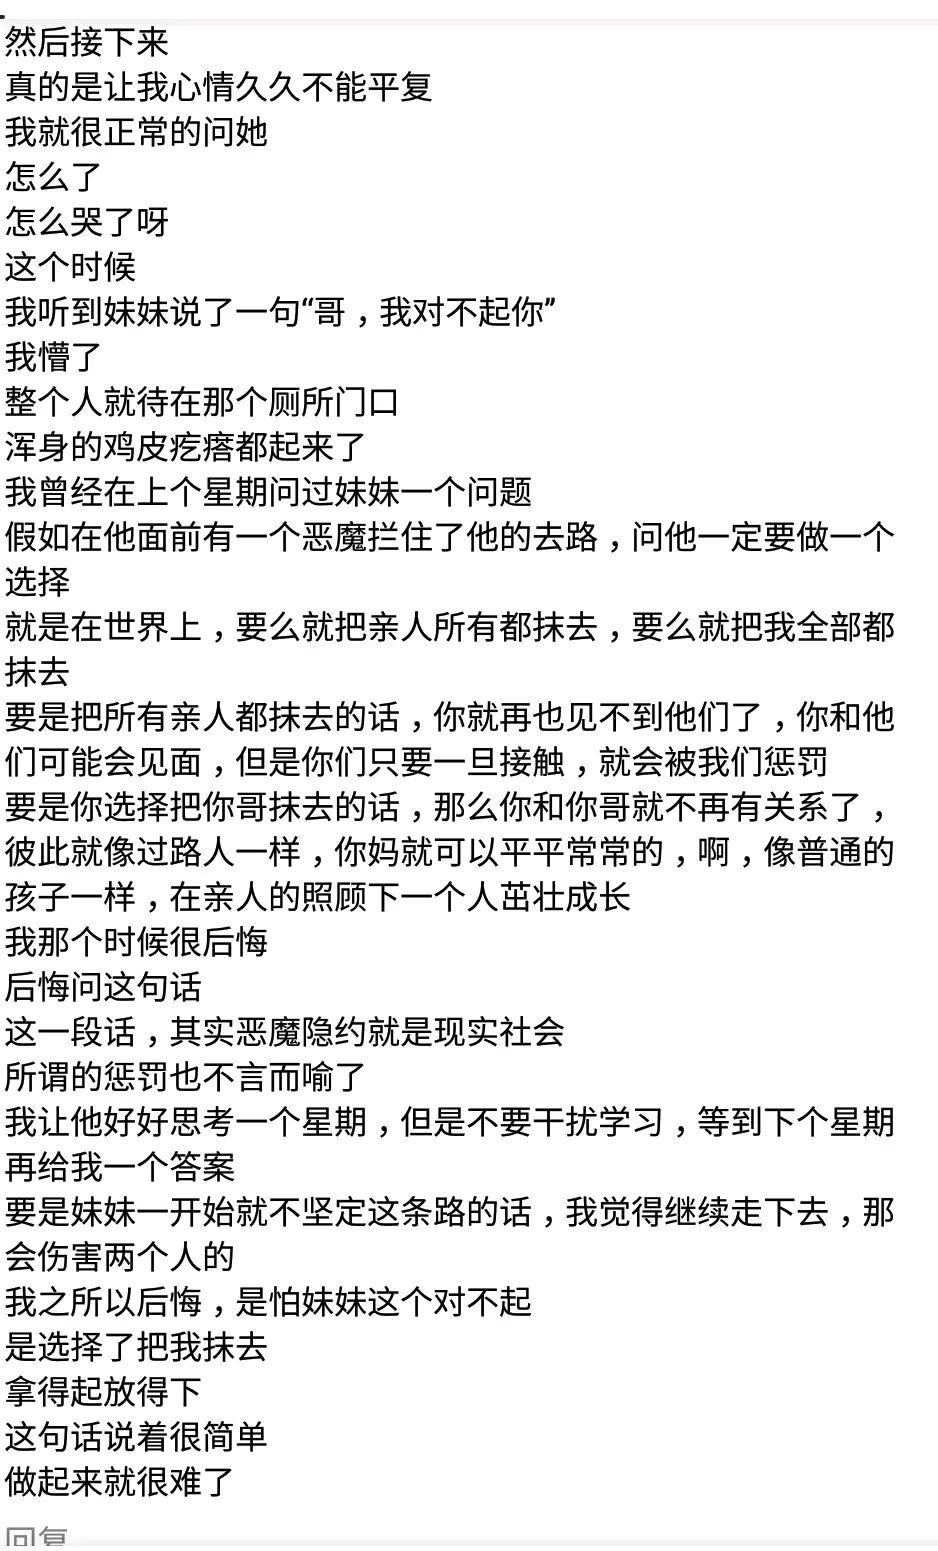 然后接下来
真的是让我心情久久不能平复
我就很正常的问她
怎么了
怎么哭了呀
这个时候
我听到妹妹说了一句“哥，我对不起你”
我懵了
整个人就待在那个厕所门口
浑身的鸡皮疙瘩都起来了
我曾经在上个星期问过妹妹一个问题
假如在他面前有一个恶魔拦住了他的去路，问他一定要做一个
选择
就是在世界上，要么就把亲人所有都抹去，要么就把我全部都
抹去
要是把所有亲人都抹去的话，你就再也见不到他们了，你和他
们可能会见面，但是你们只要一旦接触，就会被我们惩罚
要是你选择把你哥抹去的话，那么你和你哥就不再有关系了，
彼此就像过路人一样，你妈就可以平平常常的，啊，像普通的
孩子一样，在亲人的照顾下一个人茁壮成长
我那个时候很后悔
后悔问这句话
这一段话，其实恶魔隐约就是现实社会
所谓的惩罚也不言而喻了
我让他好好思考一个星期，但是不要干扰学习，等到下个星期
再给我一个答案
要是妹妹一开始就不坚定这条路的话，我觉得继续走下去，那
会伤害两个人的
我之所以后悔，是怕妹妹这个对不起
是选择了把我抹去
拿得起放得下
这句话说着很简单
做起来就很难了
回复